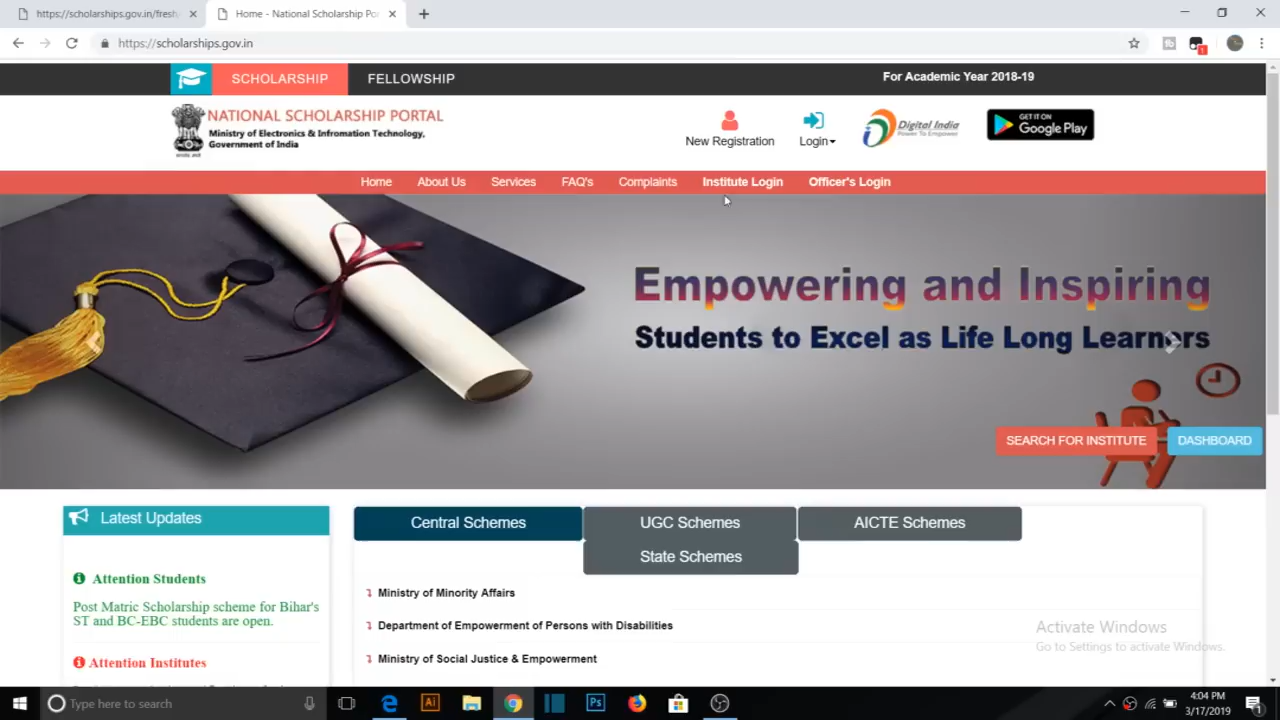 https://scholarships.gov.in/fresh
Home - National Scholarship Po
https://scholarships.gov.in
SCHOLARSHIP
FELLOWSHIP
For Academic Year 2018-19
NATIONAL SCHOLARSHIP PORTAL
Ministry of Electronics & Infromation Technology,
Government of India
New Registration
Login
Digital India
Power To Empower
GET IT ON
Google Play
Home
About Us
Services
FAQ's
Complaints
Institute Login
Officer's Login
Empowering and Inspiring
Students to Excel as Life Long Learners
SEARCH FOR INSTITUTE
DASHBOARD
Latest Updates
Central Schemes
UGC Schemes
AICTE Schemes
State Schemes
Attention Students
Post Matric Scholarship scheme for Bihar's
ST and BC-EBC students are open.
Attention Institutes
Ministry of Minority Affairs
Department of Empowerment of Persons with Disabilities
Ministry of Social Justice & Empowerment
Activate Windows
Go to Settings to activate Windows.
Type here to search
Ai
Ps
4:04 PM
3/17/2019